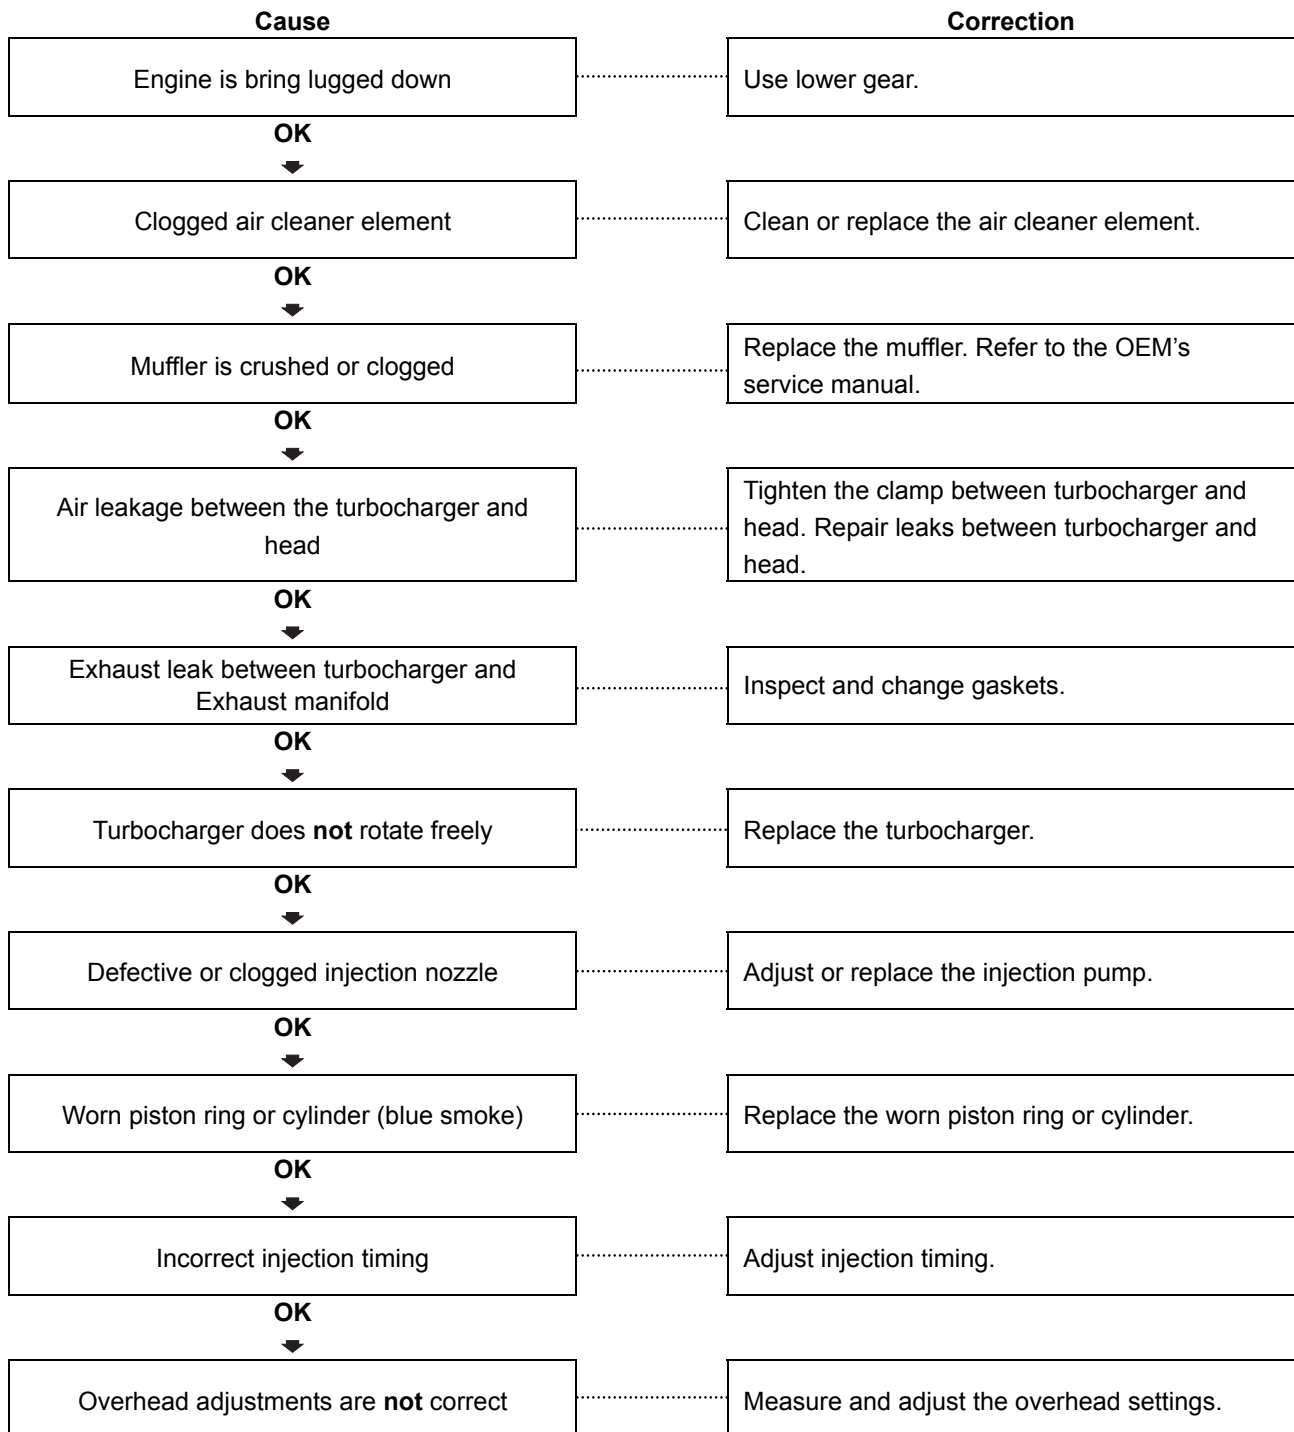 Cause
Correction
Engine is bring lugged down
Use lower gear.
OK
Clogged air cleaner element
Clean or replace the air cleaner element.
OK
Muffler is crushed or clogged
Replace the muffler. Refer to the OEM’s
service manual.
OK
Air leakage between the turbocharger and
head
Tighten the clamp between turbocharger and
head. Repair leaks between turbocharger and
head.
OK
Exhaust leak between turbocharger and
Exhaust manifold
Inspect and change gaskets.
OK
Turbocharger does not rotate freely
Replace the turbocharger.
OK
Defective or clogged injection nozzle
Adjust or replace the injection pump.
OK
Worn piston ring or cylinder (blue smoke)
Replace the worn piston ring or cylinder.
OK
Incorrect injection timing
Adjust injection timing.
OK
Overhead adjustments are not correct
Measure and adjust the overhead settings.